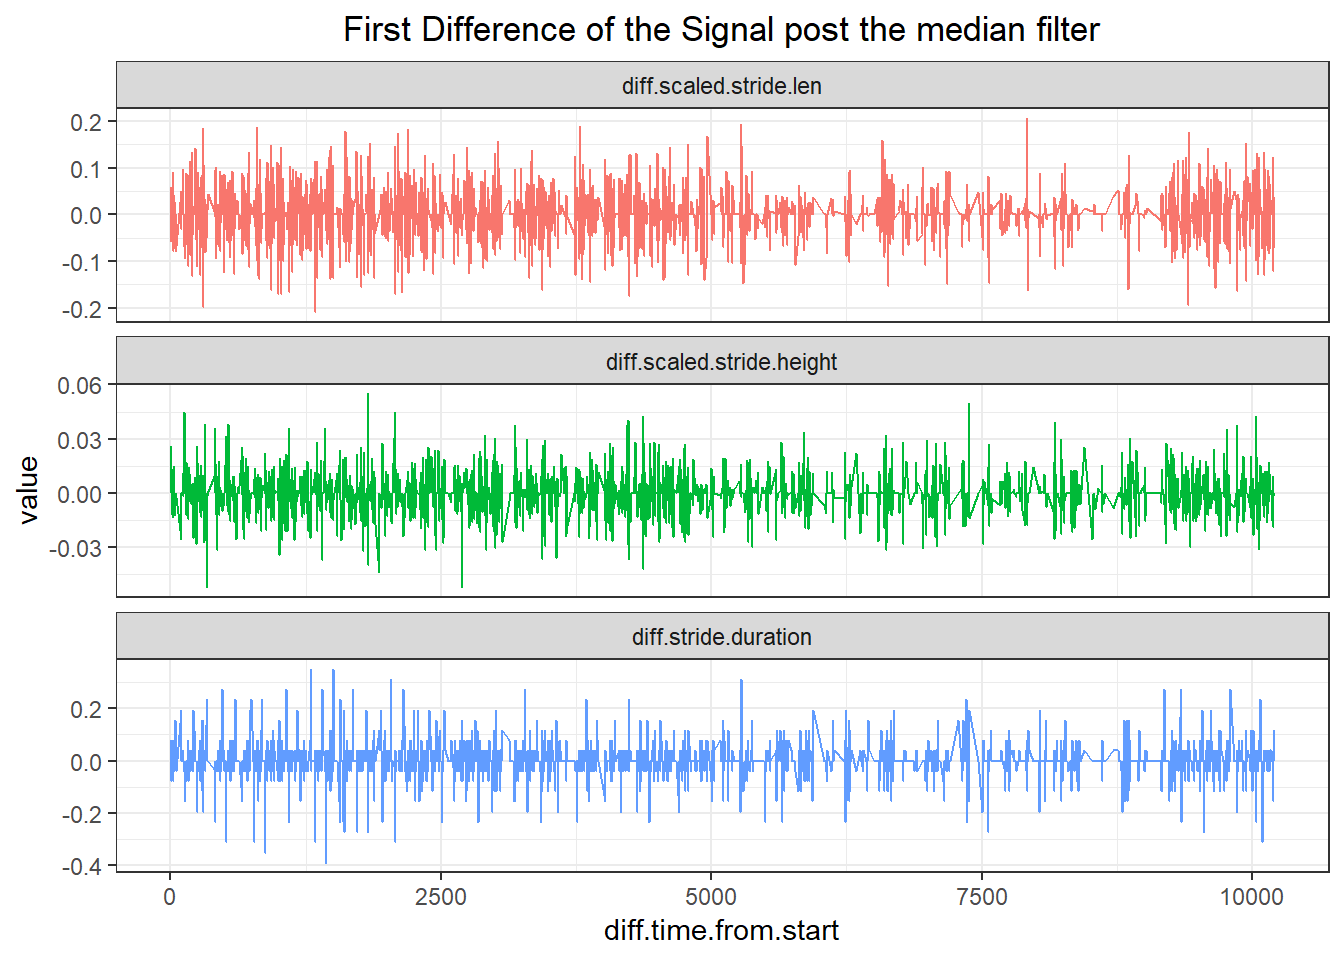 First Difference of the Signal post the median filter
diff.scaled.stride.len
0.2
0.1
0.0
-0.1
-0.2
diff.scaled.stride.height
0.06
0.03
0.00
-0.03
value
diff.stride.duration
0.2
0.0
-0.2
-0.4
0 2500 5000 7500 10000
diff.time.from.start